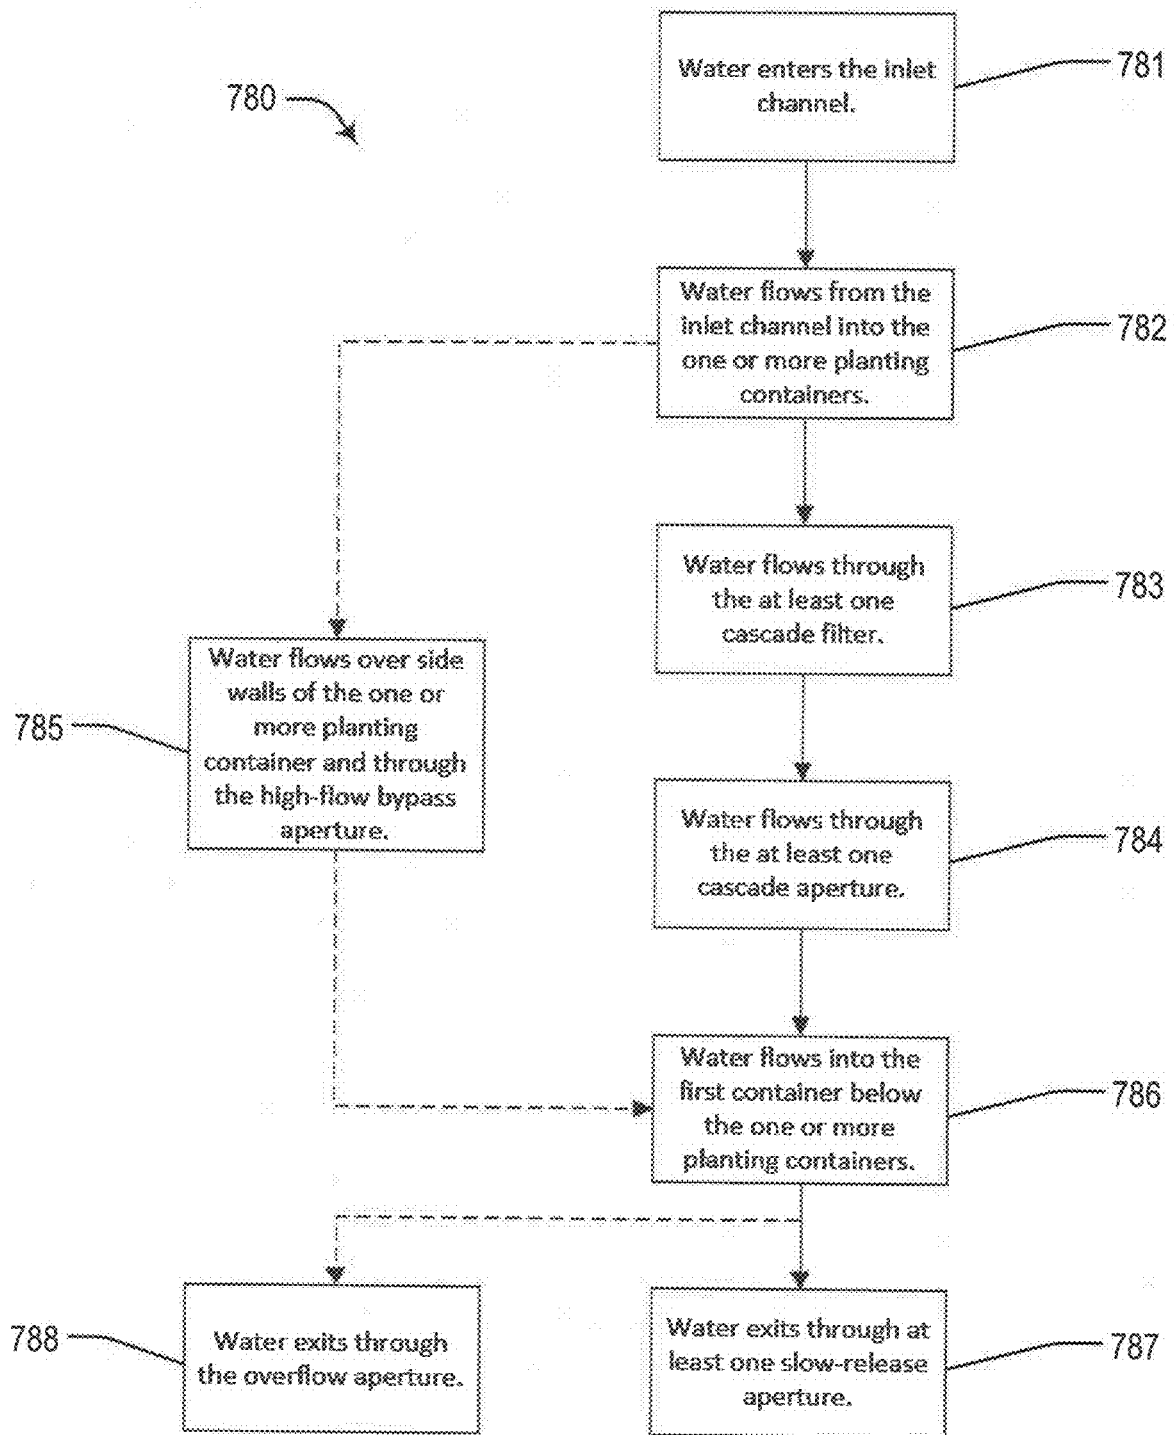 780
Water enters the inlet
channel.
781
Water flows from the
inlet channel into the
one or more planting
containers.
782
Water flows through
the at least one
cascade filter.
783
Water flows over side
walls of the one or
more planting
container and through
the high-flow bypass
aperture.
785
Water flows through
the at least one
cascade aperture.
784
Water flows into the
first container below
the one or more
planting containers.
786
788
Water exits through
the overflow aperture.
Water exits through at
least one slow-release
aperture.
787